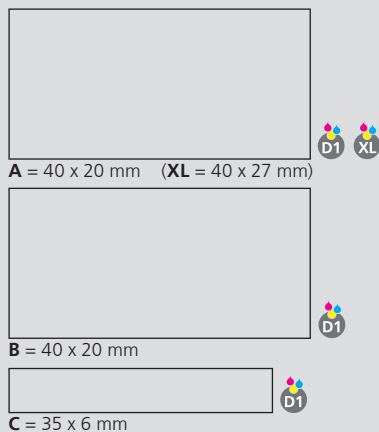 D1 XL
A = 40 x 20 mm (XL = 40 x 27 mm)
D1
B = 40 x 20 mm
D1
C = 35 x 6 mm